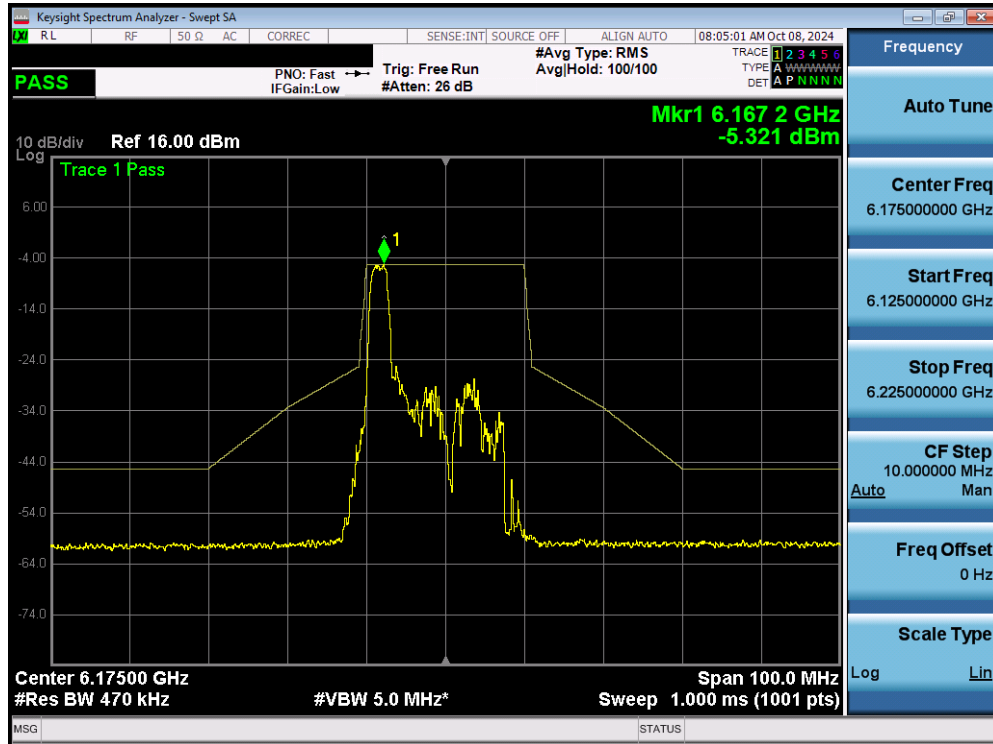 Keysight Spectrum Analyzer - Swept SA
LXI RL RF 50 Ω AC CORREC SENSE:INT SOURCE OFF ALIGN AUTO 08:05:01 AM Oct 08, 2024
#Avg Type: RMS TRACE 1 2 3 4 5 6
PASS PNO: Fast Trig: Free Run Avg|Hold: 100/100 TYPE A WWWWW
IFGain:Low #Atten: 26 dB DET A P N N N N
Mkr1 6.167 2 GHz
-5.321 dBm
10 dB/div Ref 16.00 dBm
Log
Trace 1 Pass
6.00
1
-4.00
-14.0
-24.0
-34.0
-44.0
-54.0
-64.0
-74.0
Center 6.17500 GHz Span 100.0 MHz
#Res BW 470 kHz #VBW 5.0 MHz* Sweep 1.000 ms (1001 pts)
MSG STATUS
Frequency
Auto Tune
Center Freq
6.175000000 GHz
Start Freq
6.125000000 GHz
Stop Freq
6.225000000 GHz
CF Step
10.000000 MHz
Auto Man
Freq Offset
0 Hz
Scale Type
Log Lin